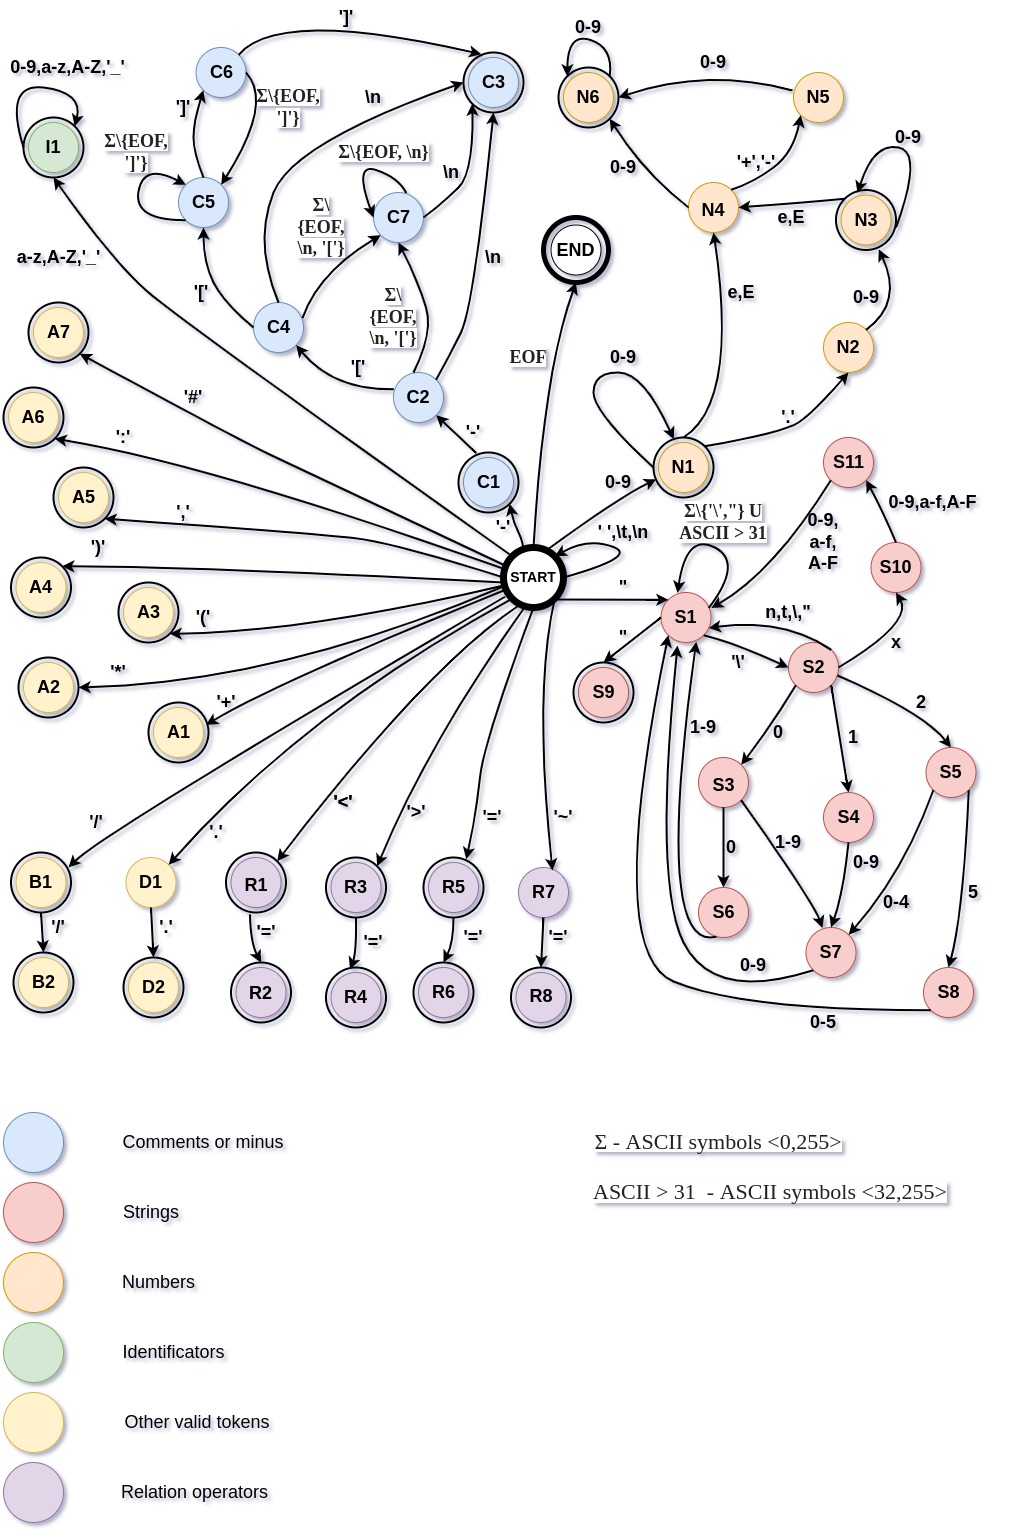 ']'
0-9
0-9,a-z,A-Z,'_'
C6
C3
0-9
N6
N5
Σ\{EOF,
']'}
']'
\n
I1
Σ\{EOF,
']'}
Σ\{EOF, \n}
\n
0-9
'+','-'
0-9
C5
C7
N4
N3
e,E
Σ\
{EOF,
\n, '['}
END
\n
a-z,A-Z,'_'
'['
e,E
0-9
Σ\
{EOF,
\n, '['}
C4
A7
N2
EOF
0-9
'['
'#'
C2
A6
':'
'-'
'.'
N1
S11
0-9
C1
A5
','
'-'
' ',\t,\n
Σ\{'\',"} U
ASCII > 31
0-9,
a-f,
A-F
0-9,a-f,A-F
')'
START
S10
A4
"
A3
'('
S1
n,t,\,"
"
x
'*'
'\'
S2
A2
S9
'+'
2
A1
1-9
0
1
S5
S3
'<'
'>'
'='
'~'
'/'
'.'
S4
0
1-9
0-9
B1
D1
R1
R3
R5
R7
5
0-4
S6
'/'
'.'
'='
'='
'='
'='
S7
0-9
B2
D2
R2
R4
R6
R8
S8
0-5
Comments or minus
Σ - ASCII symbols <0,255>
ASCII > 31 - ASCII symbols <32,255>
Strings
Numbers
Identificators
Other valid tokens
Relation operators